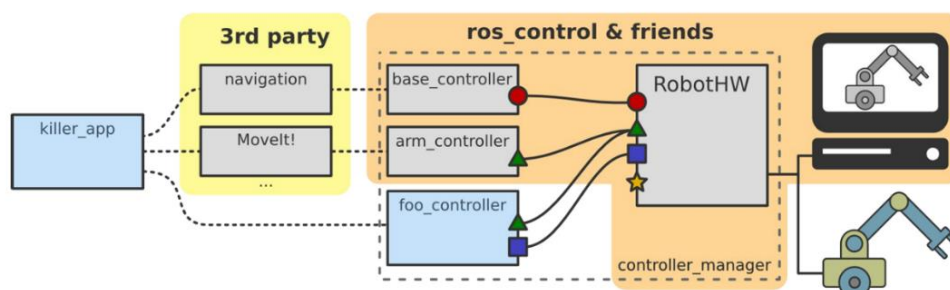 3rd party
ros_control & friends
navigation
base_controller
RobotHW
killer_app
MoveIt!
arm_controller
...
foo_controller
controller_manager